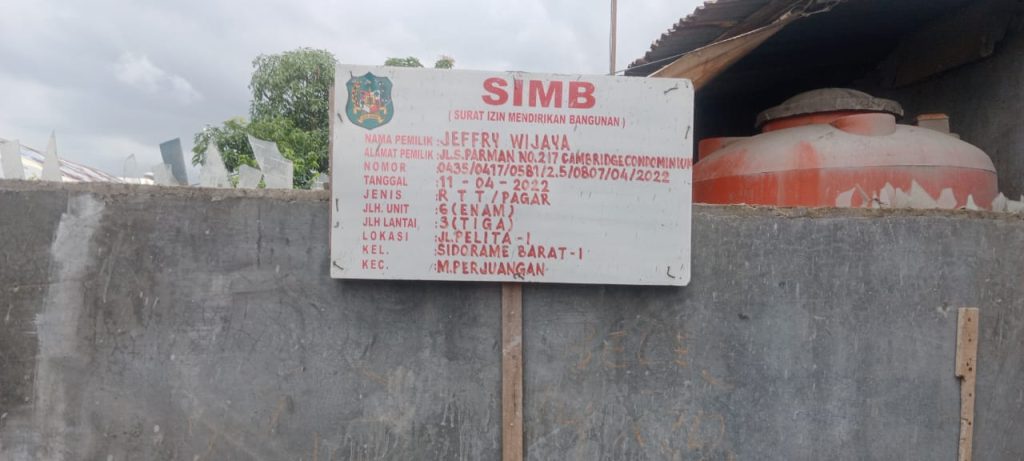 SIMB
( SURAT IZIN MENDIRIKAN BANGUNAN )
NAMA PEMILIK : JEFFRY WIJAYA
ALAMAT PEMILIK : JL.S.PARMAN NO.217 CAMBRIDGE CONDOMINIUM
NOMOR : 0435/0417/0581/2.5/0807/04/2022
TANGGAL : 11 - 04 - 2022
JENIS : R T T / PAGAR
JLH. UNIT : 6 (ENAM)
JLH LANTAI : 3 (TIGA)
LOKASI : JL.PELITA - 1
KEL. : SIDORAME BARAT - 1
KEC. : M.PERJUANGAN